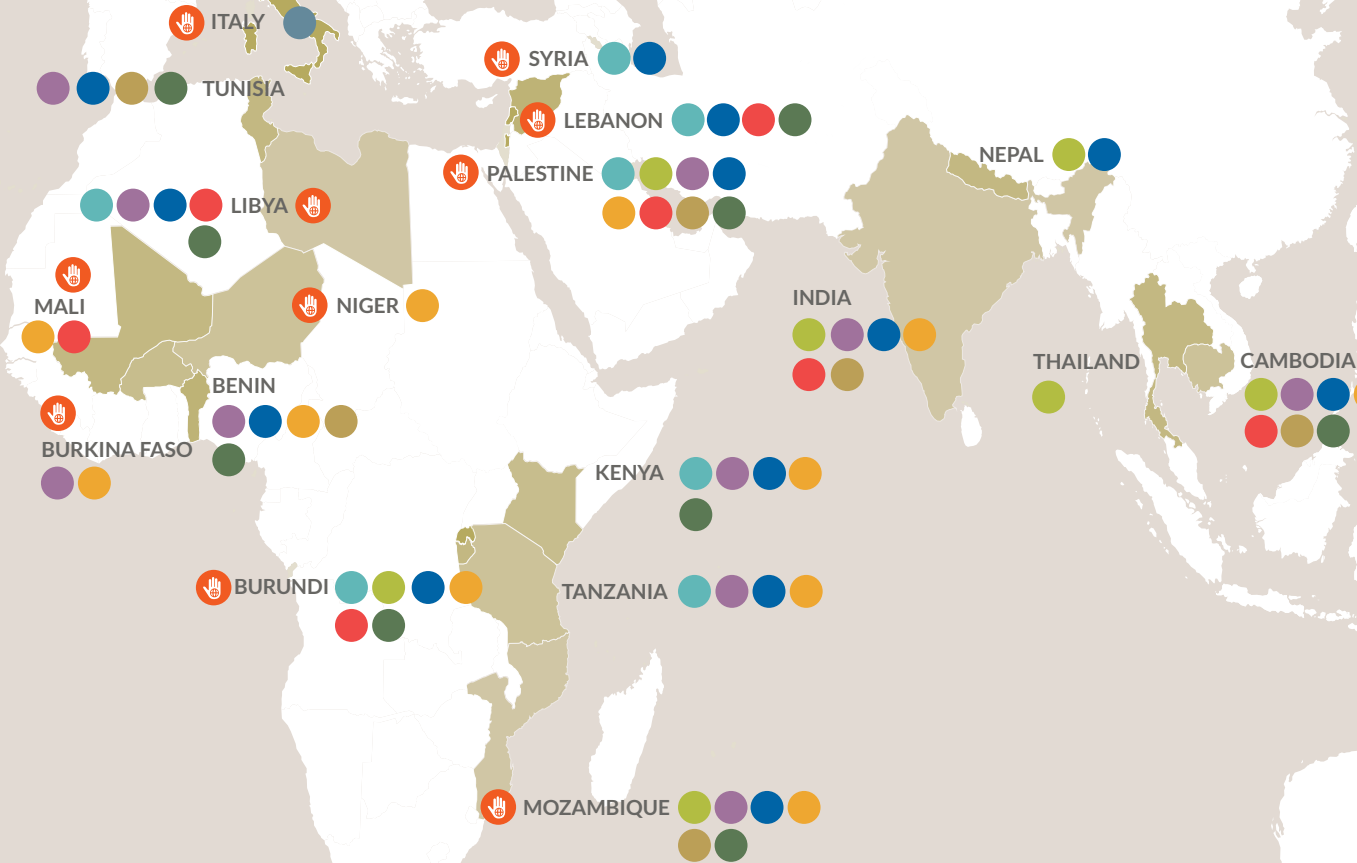 ITALY
SYRIA
TUNISIA
LEBANON
NEPAL
PALESTINE
LIBYA
MALI
NIGER
INDIA
THAILAND
CAMBODIA
BENIN
BURKINA FASO
KENYA
BURUNDI
TANZANIA
MOZAMBIQUE